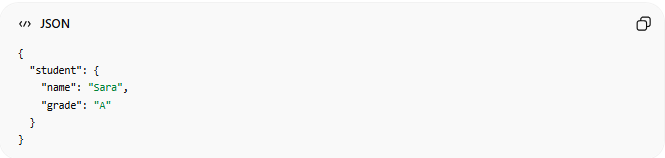 JSON
{
  "student": {
    "name": "Sara",
    "grade": "A"
  }
}